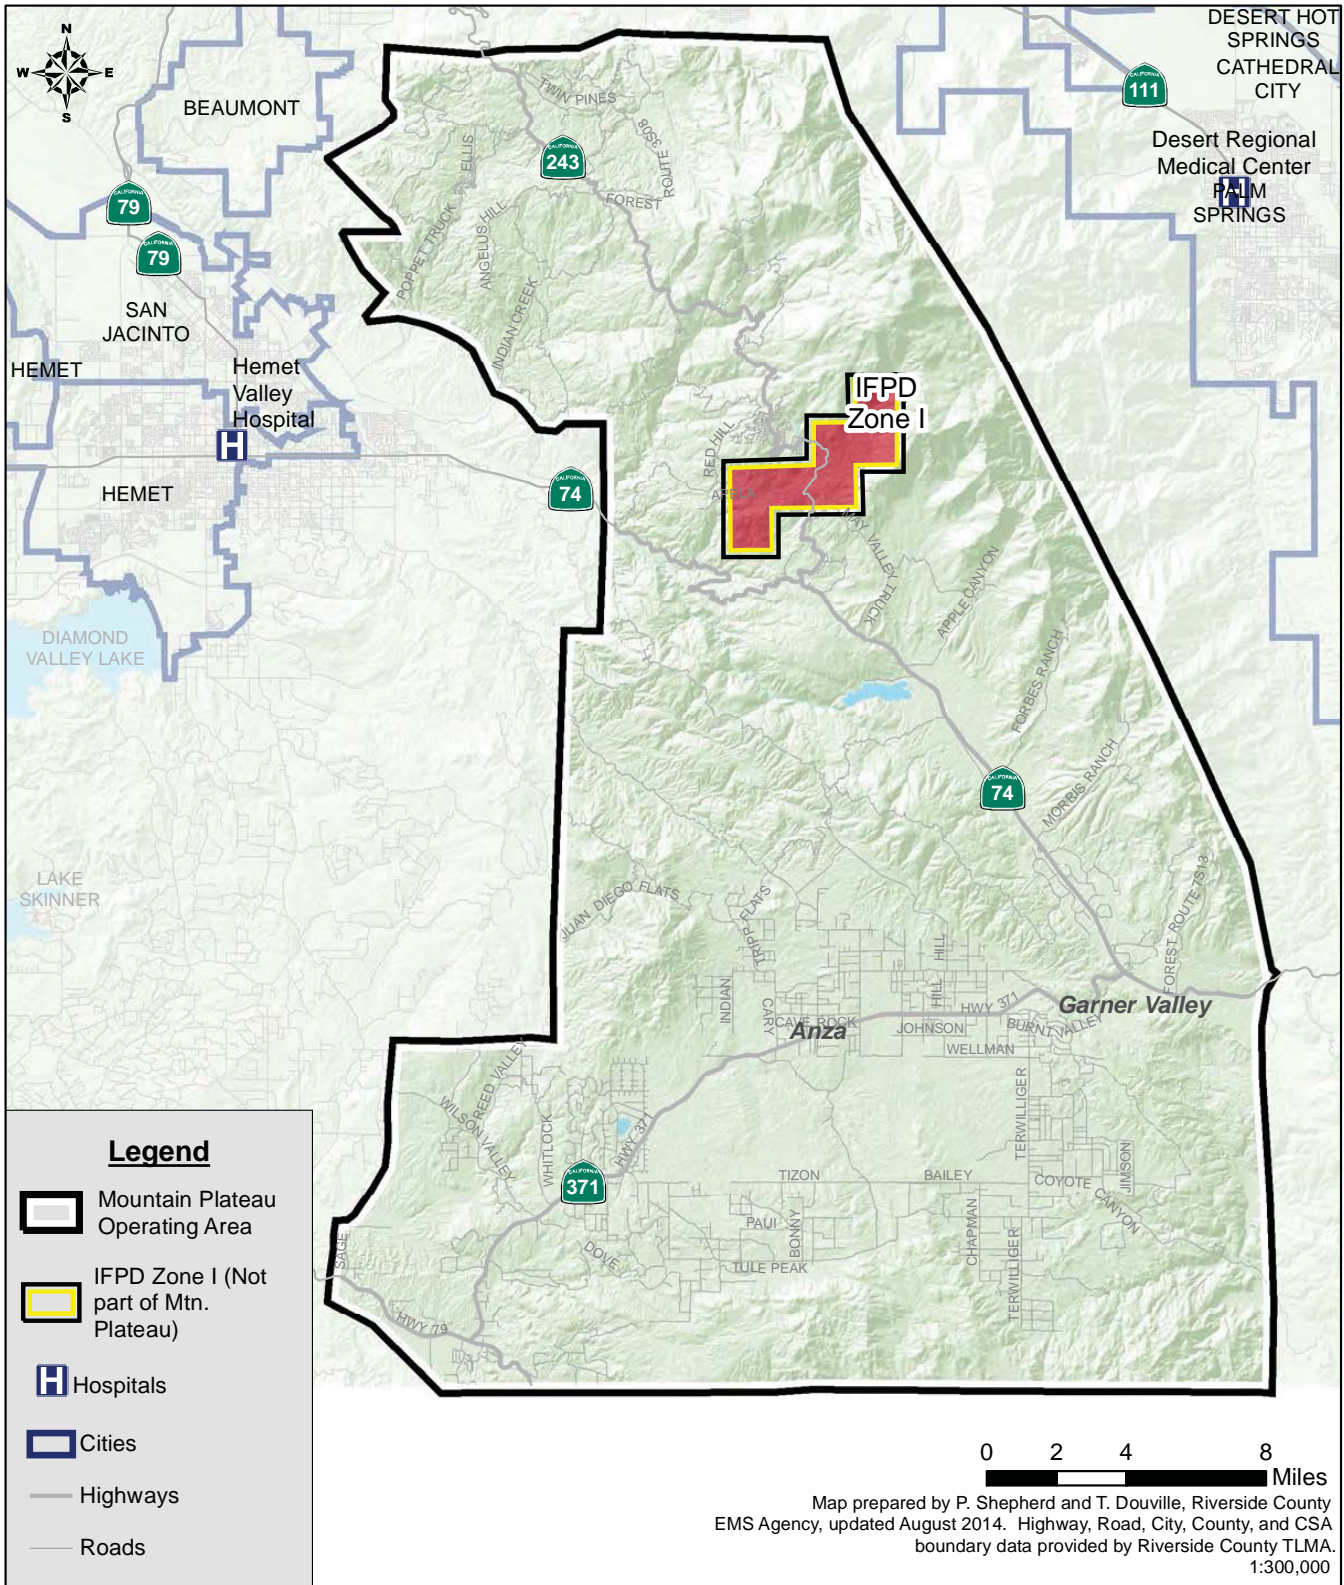 N
W
E
S
BEAUMONT
DESERT HOT
SPRINGS
CATHEDRAL
CITY
CALIFORNIA
111
Desert Regional
Medical Center
H
PALM
SPRINGS
TWIN PINES
CALIFORNIA
243
ROUTE 3S08
FOREST
ELLIS
POPPET TRUCK
ANGELUS HILL
INDIAN CREEK
CALIFORNIA
79
CALIFORNIA
79
SAN
JACINTO
HEMET
Hemet
Valley
Hospital
H
HEMET
CALIFORNIA
74
IFPD
Zone I
RED HILL
MAY VALLEY TRUCK
APPLE CANYON
FORBES RANCH
MORRIS RANCH
DIAMOND
VALLEY LAKE
CALIFORNIA
74
LAKE
SKINNER
JUAN DIEGO FLATS
TRIPP FLATS
FOREST ROUTE 7S13
HILL
HILL
INDIAN
CARY
CAVE ROCK
HWY 371
Garner Valley
Anza
JOHNSON
BURNT VALLEY
WELLMAN
REED VALLEY
WILSON VALLEY
WHITLOCK
HWY 371
CALIFORNIA
371
TERWILLIGER
TIZON
BAILEY
COYOTE CANYON
JIMSON
PAUI
BONNY
CHAPMAN
TERWILLIGER
DOVE
TULE PEAK
SAGE
HWY 79
Legend
Mountain Plateau
Operating Area
IFPD Zone I (Not
part of Mtn.
Plateau)
H Hospitals
Cities
Highways
Roads
0 2 4 8
Miles
Map prepared by P. Shepherd and T. Douville, Riverside County
EMS Agency, updated August 2014. Highway, Road, City, County, and CSA
boundary data provided by Riverside County TLMA.
1:300,000